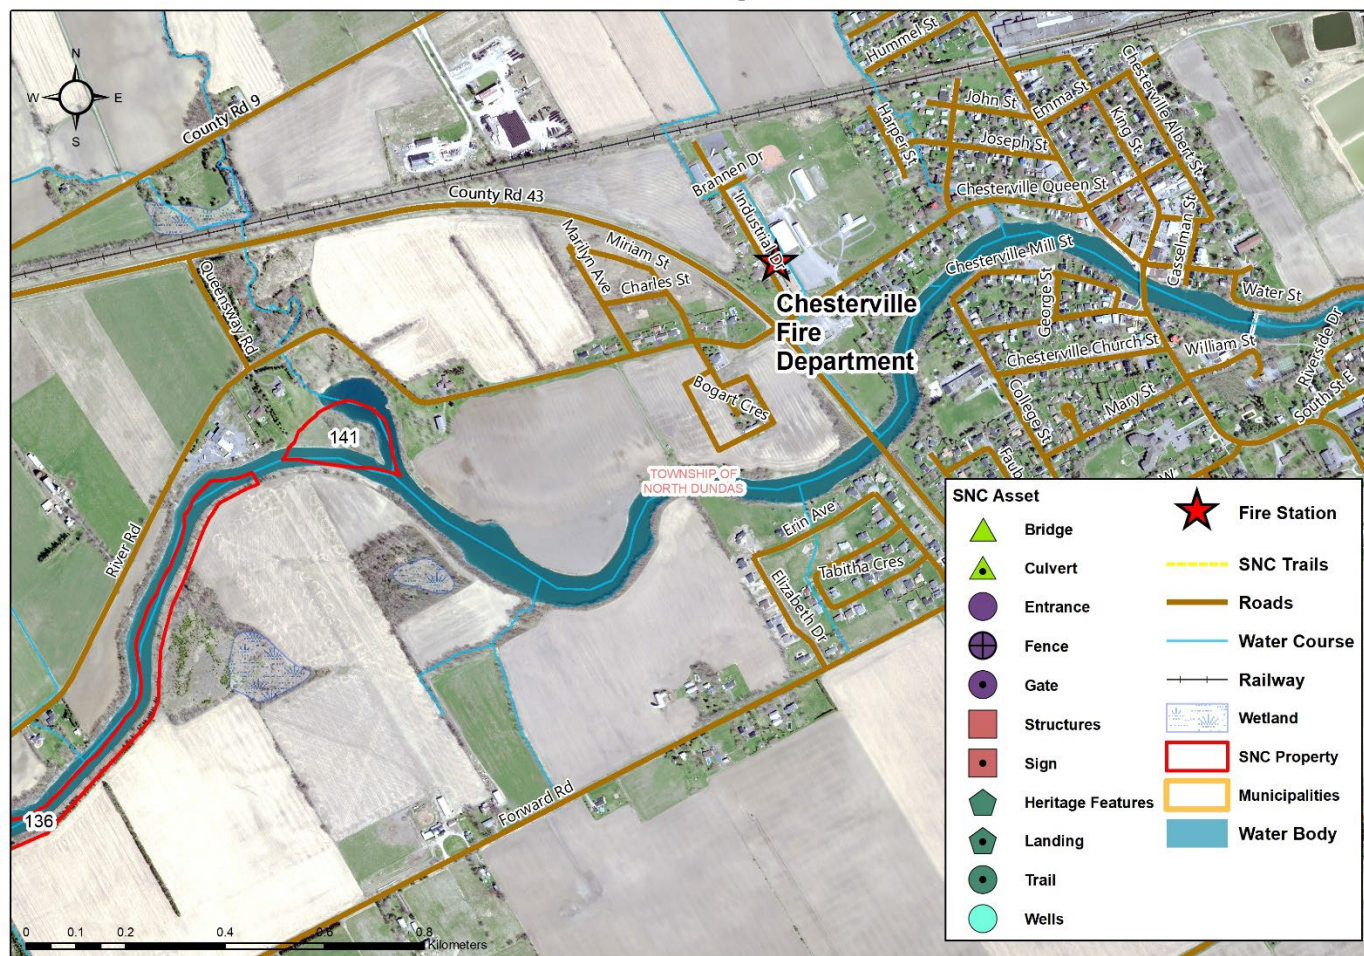 N
W
E
S
County Rd 9
County Rd 43
Queensway Rd
River Rd
Marilyn Ave
Miriam St
Charles St
Brannen Dr
Industrial Dr
Hummel St
Harper St
John St
Joseph St
Emma St
King St
Chesterville Albert St
Chesterville Queen St
Casselman St
Chesterville Mill St
Water St
George St
Chesterville Church St
William St
Riverside Dr
South St E
Mary St
College St
Faub
W
Chesterville
Fire
Department
Bogart Cres
141
136
TOWNSHIP OF
NORTH DUNDAS
Erin Ave
Tabitha Cres
Elizabeth Dr
Forward Rd
SNC Asset
Bridge
Culvert
Entrance
Fence
Gate
Structures
Sign
Heritage Features
Landing
Trail
Wells
Fire Station
SNC Trails
Roads
Water Course
Railway
Wetland
SNC Property
Municipalities
Water Body
0 0.1 0.2 0.4 0.6 0.8
Kilometers